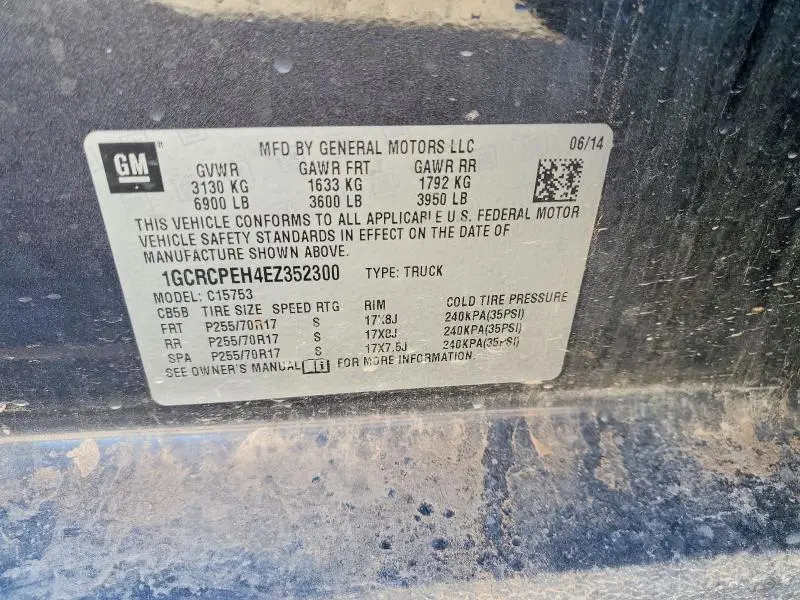 GM
MFD BY GENERAL MOTORS LLC 06/14
GVWR GAWR FRT GAWR RR
3130 KG 1633 KG 1792 KG
6900 LB 3600 LB 3950 LB
THIS VEHICLE CONFORMS TO ALL APPLICABLE U.S. FEDERAL MOTOR
VEHICLE SAFETY STANDARDS IN EFFECT ON THE DATE OF
MANUFACTURE SHOWN ABOVE.
1GCRCPEH4EZ352300 TYPE: TRUCK
MODEL: C15753
CB5B TIRE SIZE SPEED RTG RIM COLD TIRE PRESSURE
FRT P255/70R17 S 17X8J 240KPA(35PSI)
RR P255/70R17 S 17X8J 240KPA(35PSI)
SPA P255/70R17 S 17X7.5J 240KPA(35PSI)
SEE OWNER'S MANUAL FOR MORE INFORMATION.